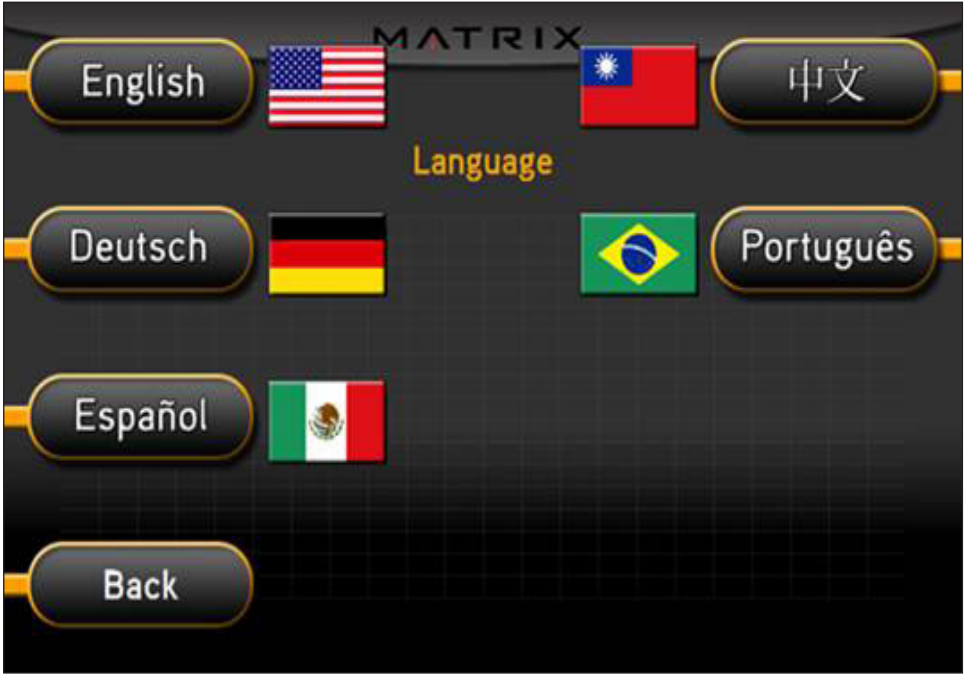 MATRIX
English
中文
Language
Deutsch
Português
Español
Back